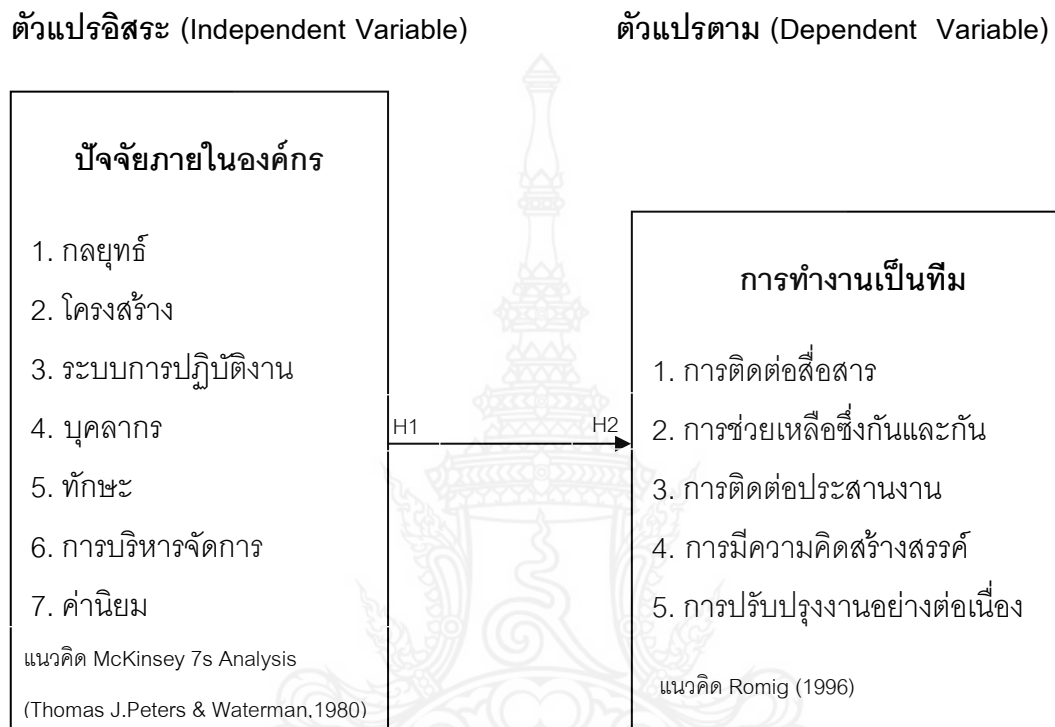 ตัวแปรอิสระ (Independent Variable)
ตัวแปรตาม (Dependent Variable)
ปัจจัยภายในองค์กร
1. กลยุทธ์
2. โครงสร้าง
3. ระบบการปฏิบัติงาน
4. บุคลากร
5. ทักษะ
6. การบริหารจัดการ
7. ค่านิยม
แนวคิด McKinsey 7s Analysis
(Thomas J.Peters & Waterman,1980)
H1
H2
การทำงานเป็นทีม
1. การติดต่อสื่อสาร
2. การช่วยเหลือซึ่งกันและกัน
3. การติดต่อประสานงาน
4. การมีความคิดสร้างสรรค์
5. การปรับปรุงงานอย่างต่อเนื่อง
แนวคิด Romig (1996)